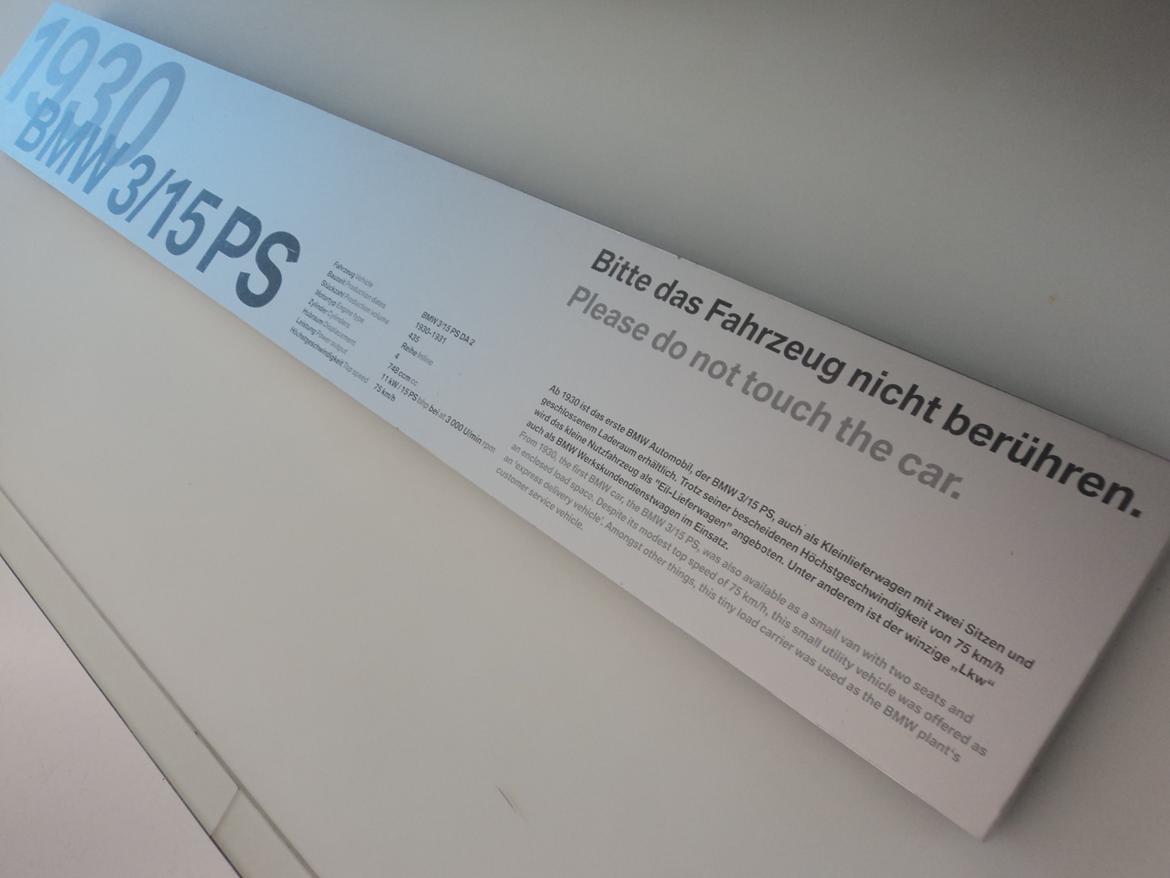 1930
BMW 3/15 PS
Fahrzeug Vehicle BMW 3/15 PS DA 2
Bauzeit Production dates 1930-1931
Stückzahl Production volume 435
Motortyp Engine type Reihe Inline
Zylinder Cylinders 4
Hubraum Displacement 748 ccm cc
Leistung Power output 11 kW / 15 PS bhp bei at 3 000 U/min rpm
Höchstgeschwindigkeit Top speed 75 km/h
Bitte das Fahrzeug nicht berühren.
Please do not touch the car.
Ab 1930 ist das erste BMW Automobil, der BMW 3/15 PS, auch als Kleinlieferwagen mit zwei Sitzen und
geschlossenem Laderaum erhältlich. Trotz seiner bescheidenen Höchstgeschwindigkeit von 75 km/h
wird das kleine Nutzfahrzeug als "Eil-Lieferwagen" angeboten. Unter anderem ist der winzige „Lkw“
auch als BMW Werkskundendienstwagen im Einsatz.
From 1930, the first BMW car, the BMW 3/15 PS, was also available as a small van with two seats and
an enclosed load space. Despite its modest top speed of 75 km/h, this small utility vehicle was offered as
an 'express delivery vehicle'. Amongst other things, this tiny load carrier was used as the BMW plant's
customer service vehicle.